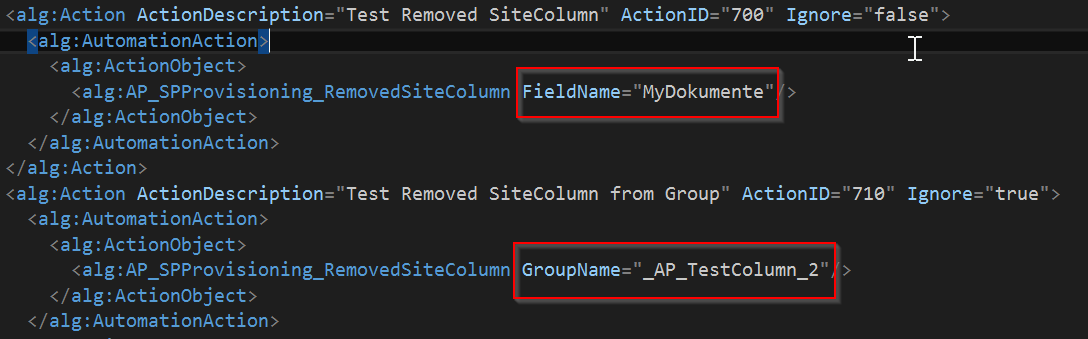 <alg:Action ActionDescription="Test Removed SiteColumn" ActionID="700" Ignore="false">
<alg:AutomationAction>
<alg:ActionObject>
<alg:AP_SPProvisioning_RemovedSiteColumn FieldName="MyDokumente"/>
</alg:ActionObject>
</alg:AutomationAction>
</alg:Action>
<alg:Action ActionDescription="Test Removed SiteColumn from Group" ActionID="710" Ignore="true">
<alg:AutomationAction>
<alg:ActionObject>
<alg:AP_SPProvisioning_RemovedSiteColumn GroupName="_AP_TestColumn_2"/>
</alg:ActionObject>
</alg:AutomationAction>